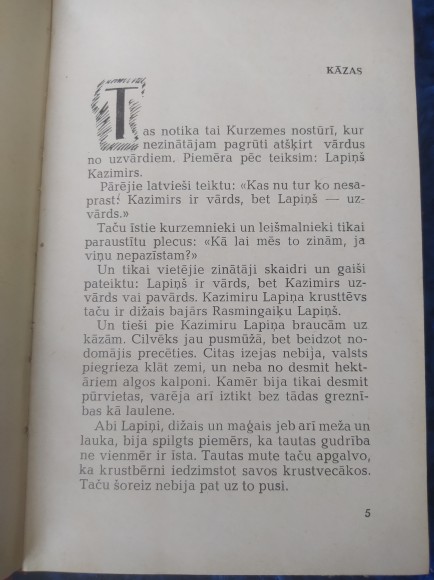 KĀZAS
Tas notika tai Kurzemes nostūrī, kur
nezinātājam pagrūti atšķirt vārdus
no uzvārdiem. Piemēra pēc teiksim: Lapiņš
Kazimirs.
Pārējie latvieši teiktu: «Kas nu tur ko nesa-
prast: Kazimirs ir vārds, bet Lapiņš — uz-
vārds.»
Taču īstie kurzemnieki un leišmalnieki tikai
paraustītu plecus: «Kā lai mēs to zinām, ja
viņu nepazīstam?»
Un tikai vietējie zinātāji skaidri un gaiši
pateiktu: Lapiņš ir vārds, bet Kazimirs uz-
vārds vai pavārds. Kazimiru Lapiņa krusttēvs
taču ir dižais bajārs Rasmingaiķu Lapiņš.
Un tieši pie Kazimiru Lapiņa braucām uz
kāzām. Cilvēks jau pusmūžā, bet beidzot no-
domājis precēties. Citas izejas nebija, valsts
piegrieza klāt zemi, un neba no desmit hekt-
āriem algos kalponi. Kamēr bija tikai desmit
pūrvietas, varēja arī iztikt bez tādas greznī-
bas kā laulene.
Abi Lapiņi, dižais un maģais jeb arī meža un
lauka, bija spilgts piemērs, ka tautas gudrība
ne vienmēr ir īsta. Tautas mute taču apgalvo,
ka krustbērni iedzimstot savos krustvecākos.
Taču šoreiz nebija pat uz to pusi.
5